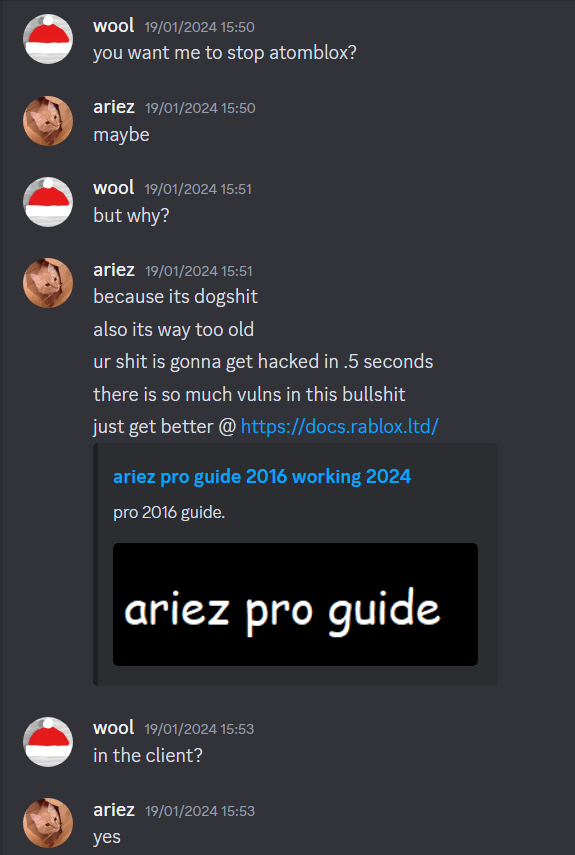 wool 19/01/2024 15:50
you want me to stop atomblox?
ariez 19/01/2024 15:50
maybe
wool 19/01/2024 15:51
but why?
ariez 19/01/2024 15:51
because its dogshit
also its way too old
ur shit is gonna get hacked in .5 seconds
there is so much vulns in this bullshit
just get better @ https://docs.rablox.ltd/
ariez pro guide 2016 working 2024
pro 2016 guide.
ariez pro guide
wool 19/01/2024 15:53
in the client?
ariez 19/01/2024 15:53
yes